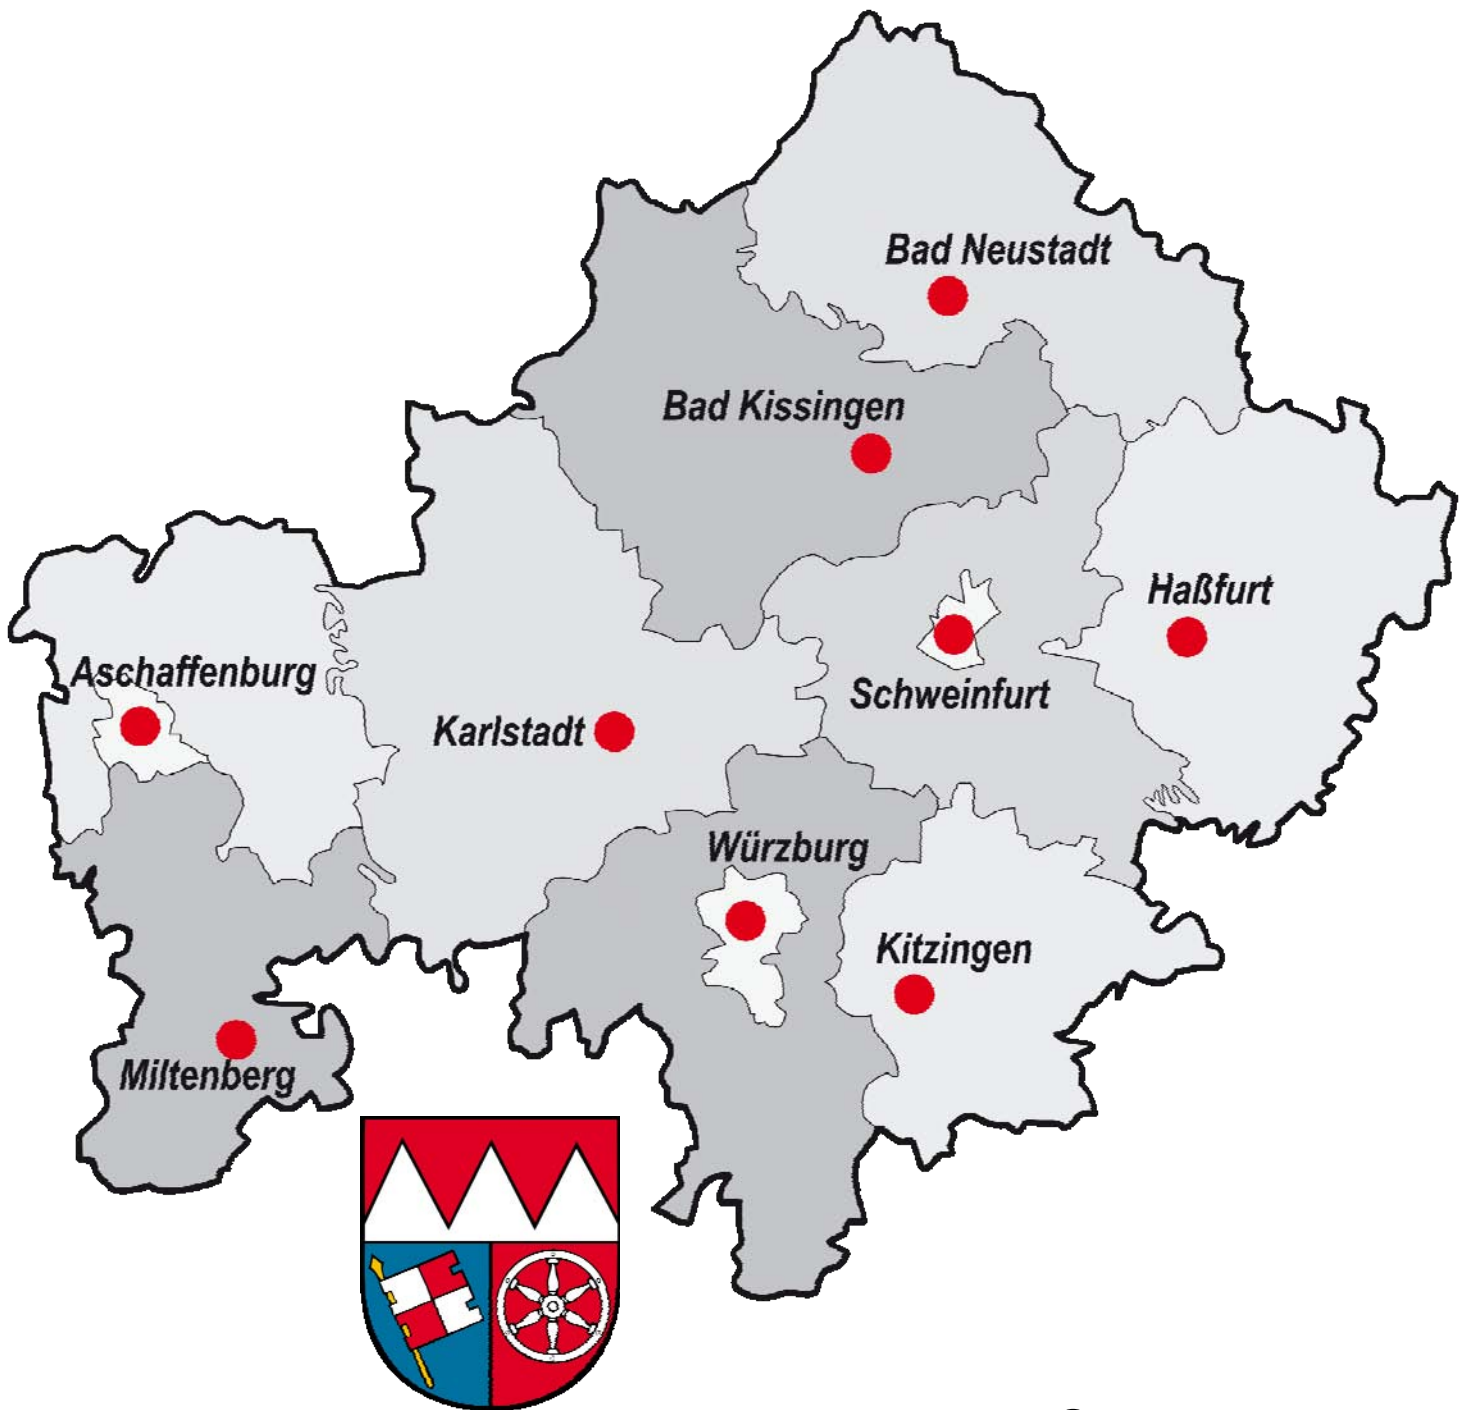 Bad Neustadt
Bad Kissingen
Haßfurt
Aschaffenburg
Schweinfurt
Karlstadt
Würzburg
Kitzingen
Miltenberg